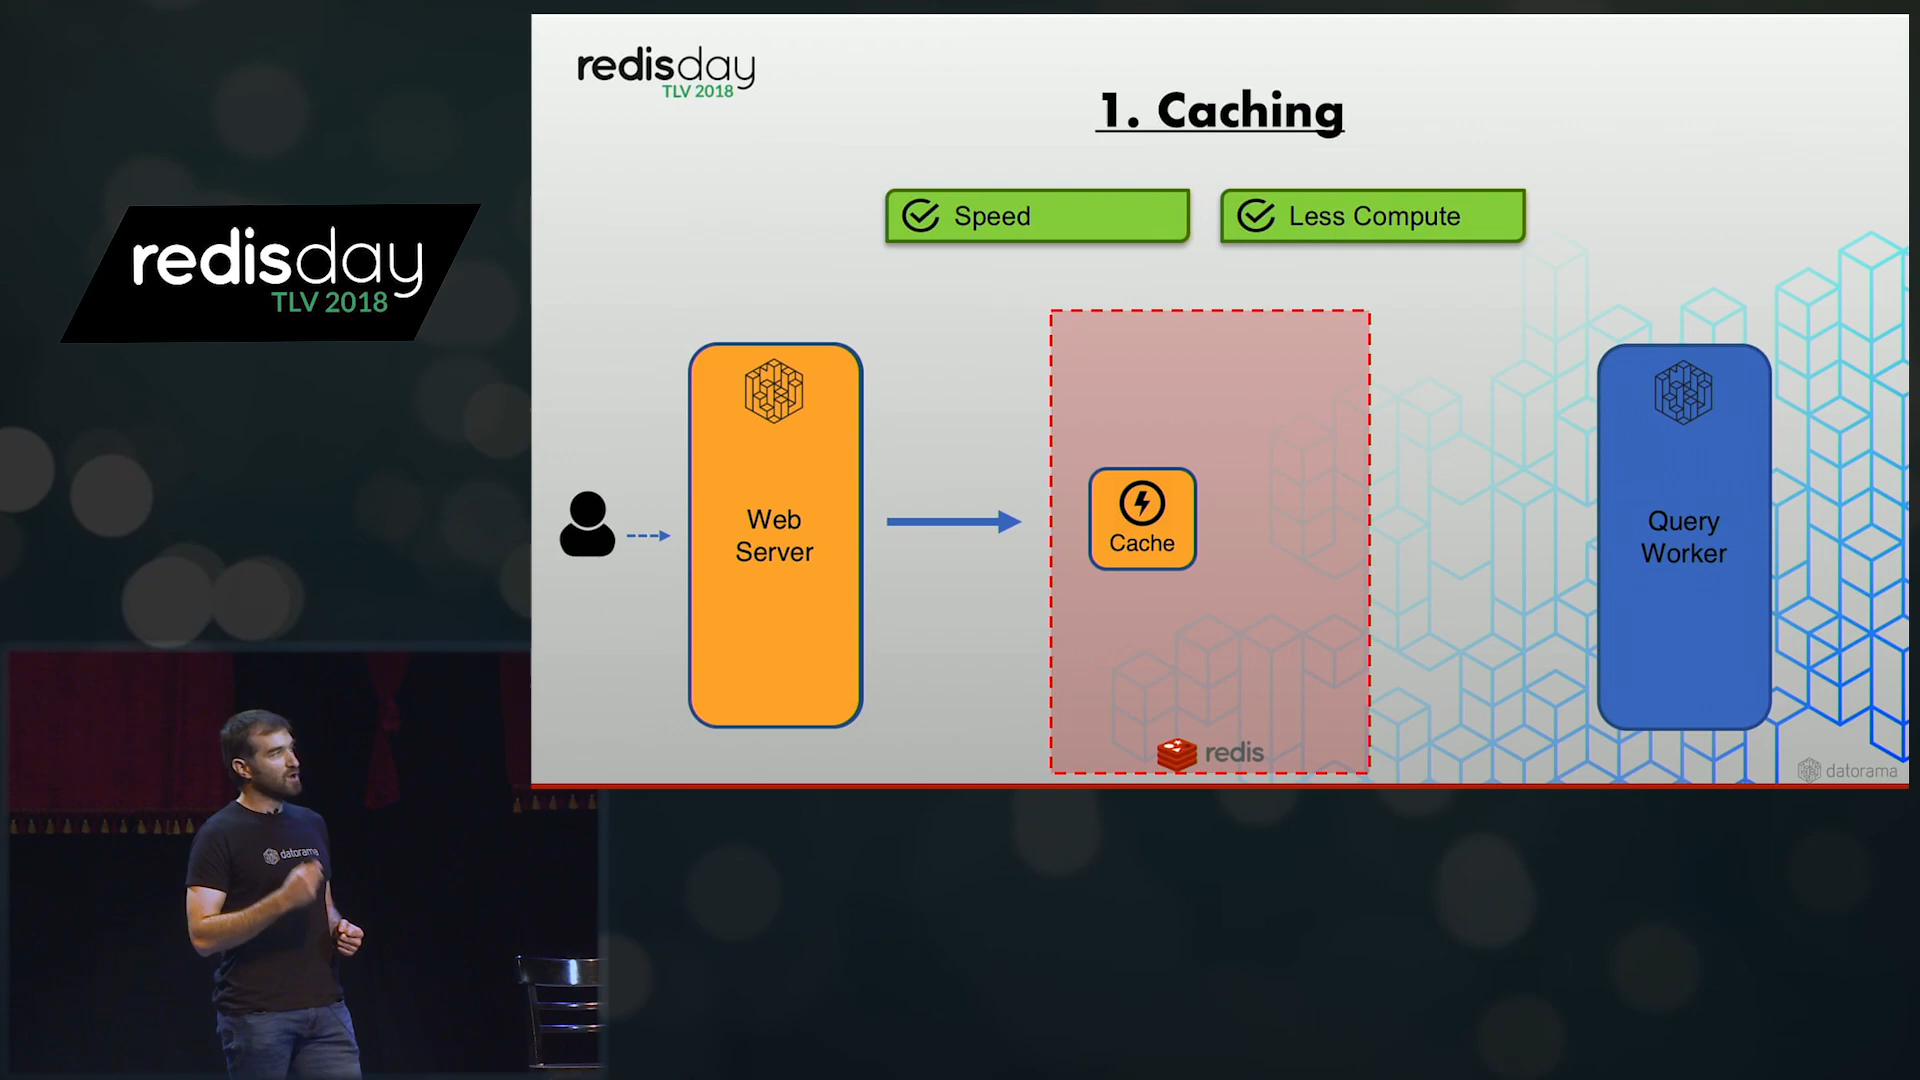 redisday
TLV 2018
redisday
TLV 2018
1. Caching
Speed
Less Compute
Web
Server
Cache
Query
Worker
redis
datorama
datorama